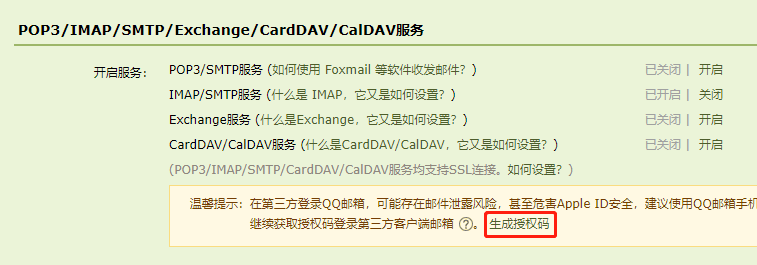 POP3/IMAP/SMTP/Exchange/CardDAV/CalDAV服务
开启服务： POP3/SMTP服务 (如何使用 Foxmail 等软件收发邮件？) 已关闭 | 开启
IMAP/SMTP服务 (什么是 IMAP，它又是如何设置？) 已开启 | 关闭
Exchange服务 (什么是Exchange，它又是如何设置？) 已关闭 | 开启
CardDAV/CalDAV服务 (什么是CardDAV/CalDAV，它又是如何设置？) 已关闭 | 开启
(POP3/IMAP/SMTP/CardDAV/CalDAV服务均支持SSL连接。如何设置？)
温馨提示：在第三方登录QQ邮箱，可能存在邮件泄露风险，甚至危害Apple ID安全，建议使用QQ邮箱手机
继续获取授权码登录第三方客户端邮箱 ? 。 生成授权码